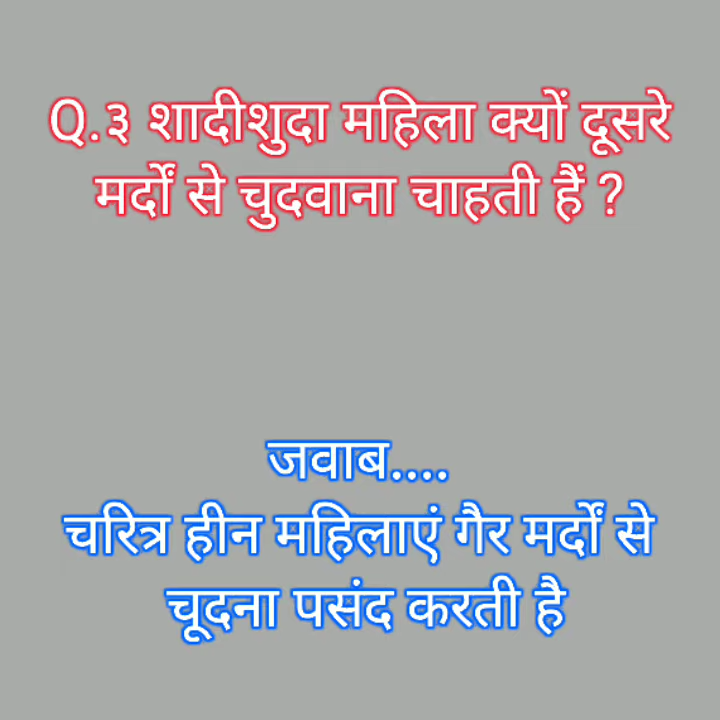 Q.३ शादीशुदा महिला क्यों दूसरे
मर्दों से चुदवाना चाहती हैं ?
जवाब....
चरित्र हीन महिलाएं गैर मर्दों से
चूदना पसंद करती है